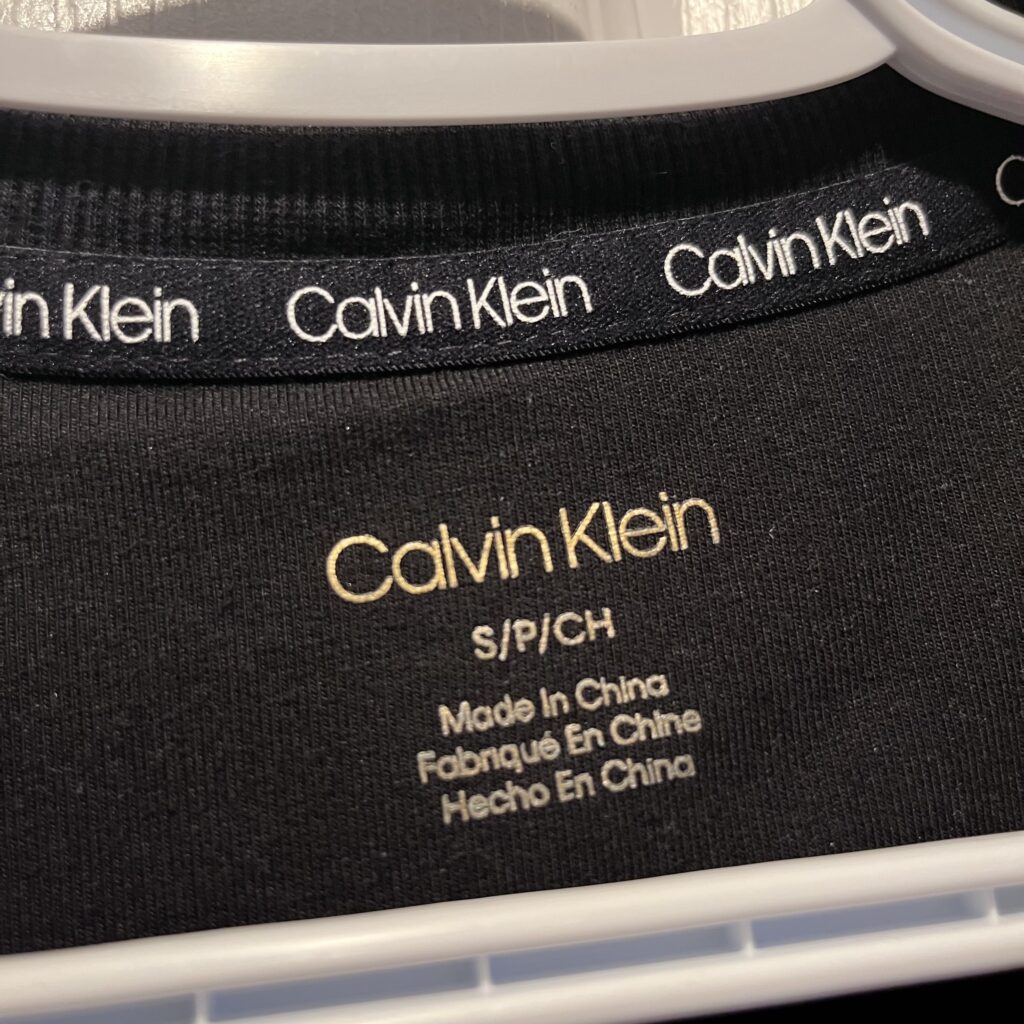 in Klein Calvin Klein Calvin Klein C
Calvin Klein
S/P/CH
Made In China
Fabriqué En Chine
Hecho En China